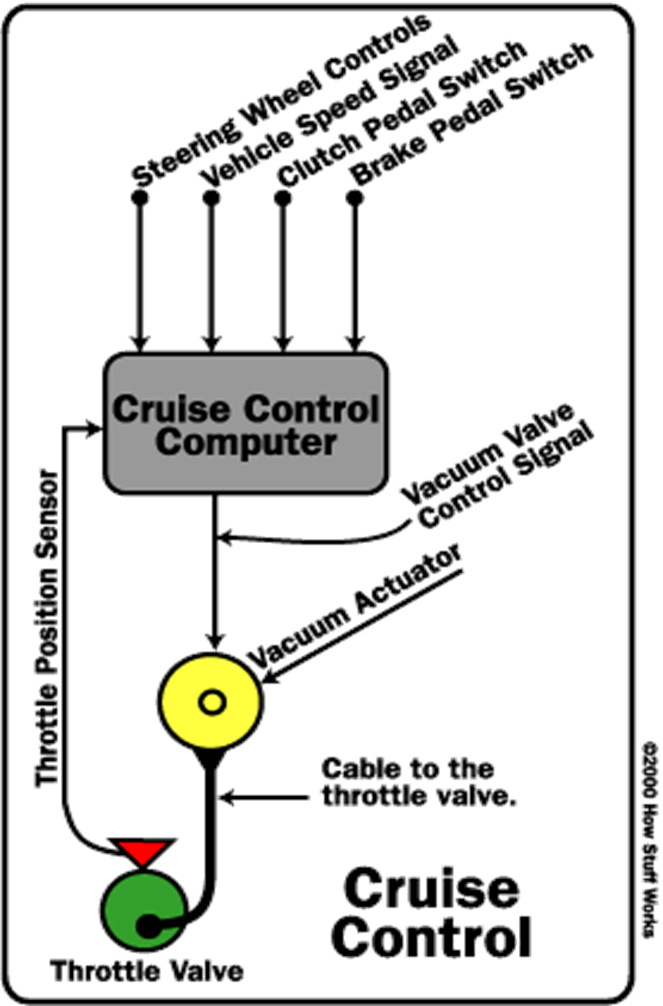 Steering Wheel Controls
Vehicle Speed Signal
Clutch Pedal Switch
Brake Pedal Switch
Cruise Control
Computer
Vacuum Valve
Control Signal
Throttle Position Sensor
Vacuum Actuator
Cable to the
throttle valve.
Cruise
Control
Throttle Valve
©2000 How Stuff Works